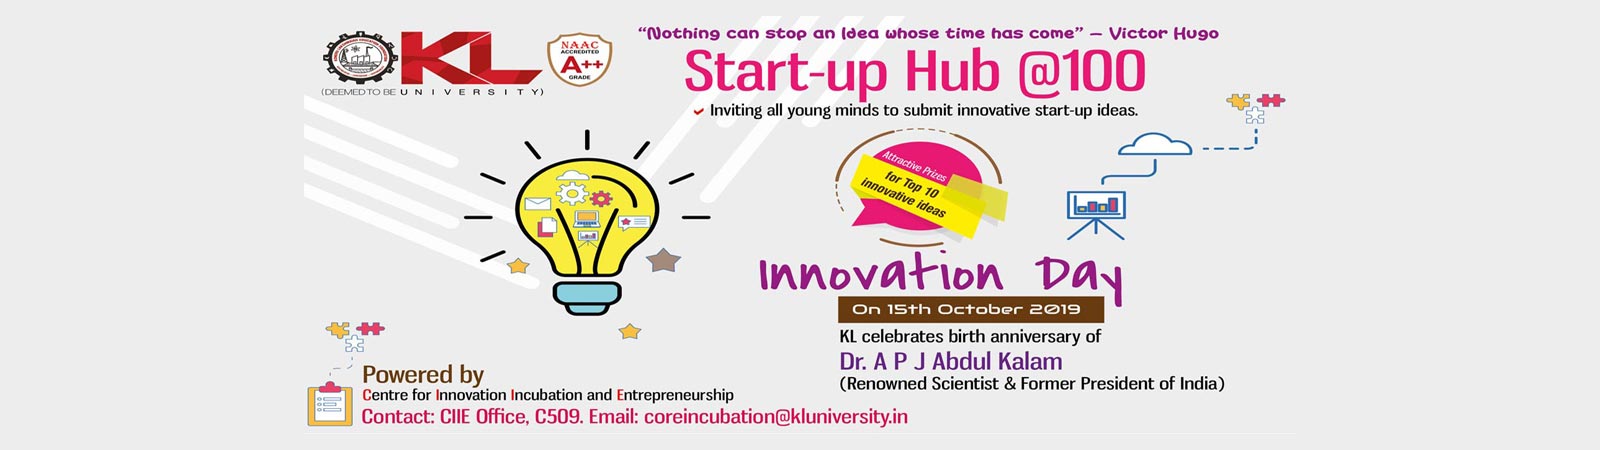 KL
(DEEMED TO BE UNIVERSITY)
NAAC
ACCREDITED
A++
GRADE
“Nothing can stop an Idea whose time has come” – Victor Hugo
Start-up Hub @100
Inviting all young minds to submit innovative start-up ideas.
Attractive Prizes
for Top 10
innovative ideas
Innovation Day
On 15th October 2019
KL celebrates birth anniversary of
Dr. A P J Abdul Kalam
(Renowned Scientist & Former President of India)
Powered by
Centre for Innovation Incubation and Entrepreneurship
Contact: CIIE Office, C509. Email: coreincubation@kluniversity.in